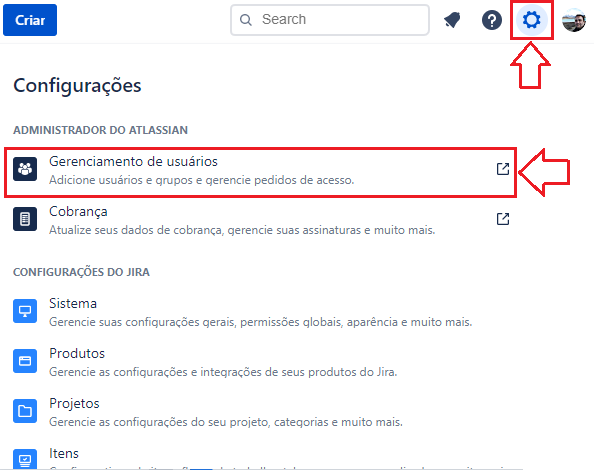 Criar
Search
Configurações
ADMINISTRADOR DO ATLASSIAN
Gerenciamento de usuários
Adicione usuários e grupos e gerencie pedidos de acesso.
Cobrança
Atualize seus dados de cobrança, gerencie suas assinaturas e muito mais.
CONFIGURAÇÕES DO JIRA
Sistema
Gerencie suas configurações gerais, permissões globais, aparência e muito mais.
Produtos
Gerencie as configurações e integrações de seus produtos do Jira.
Projetos
Gerencie as configurações do seu projeto, categorias e muito mais.
Itens